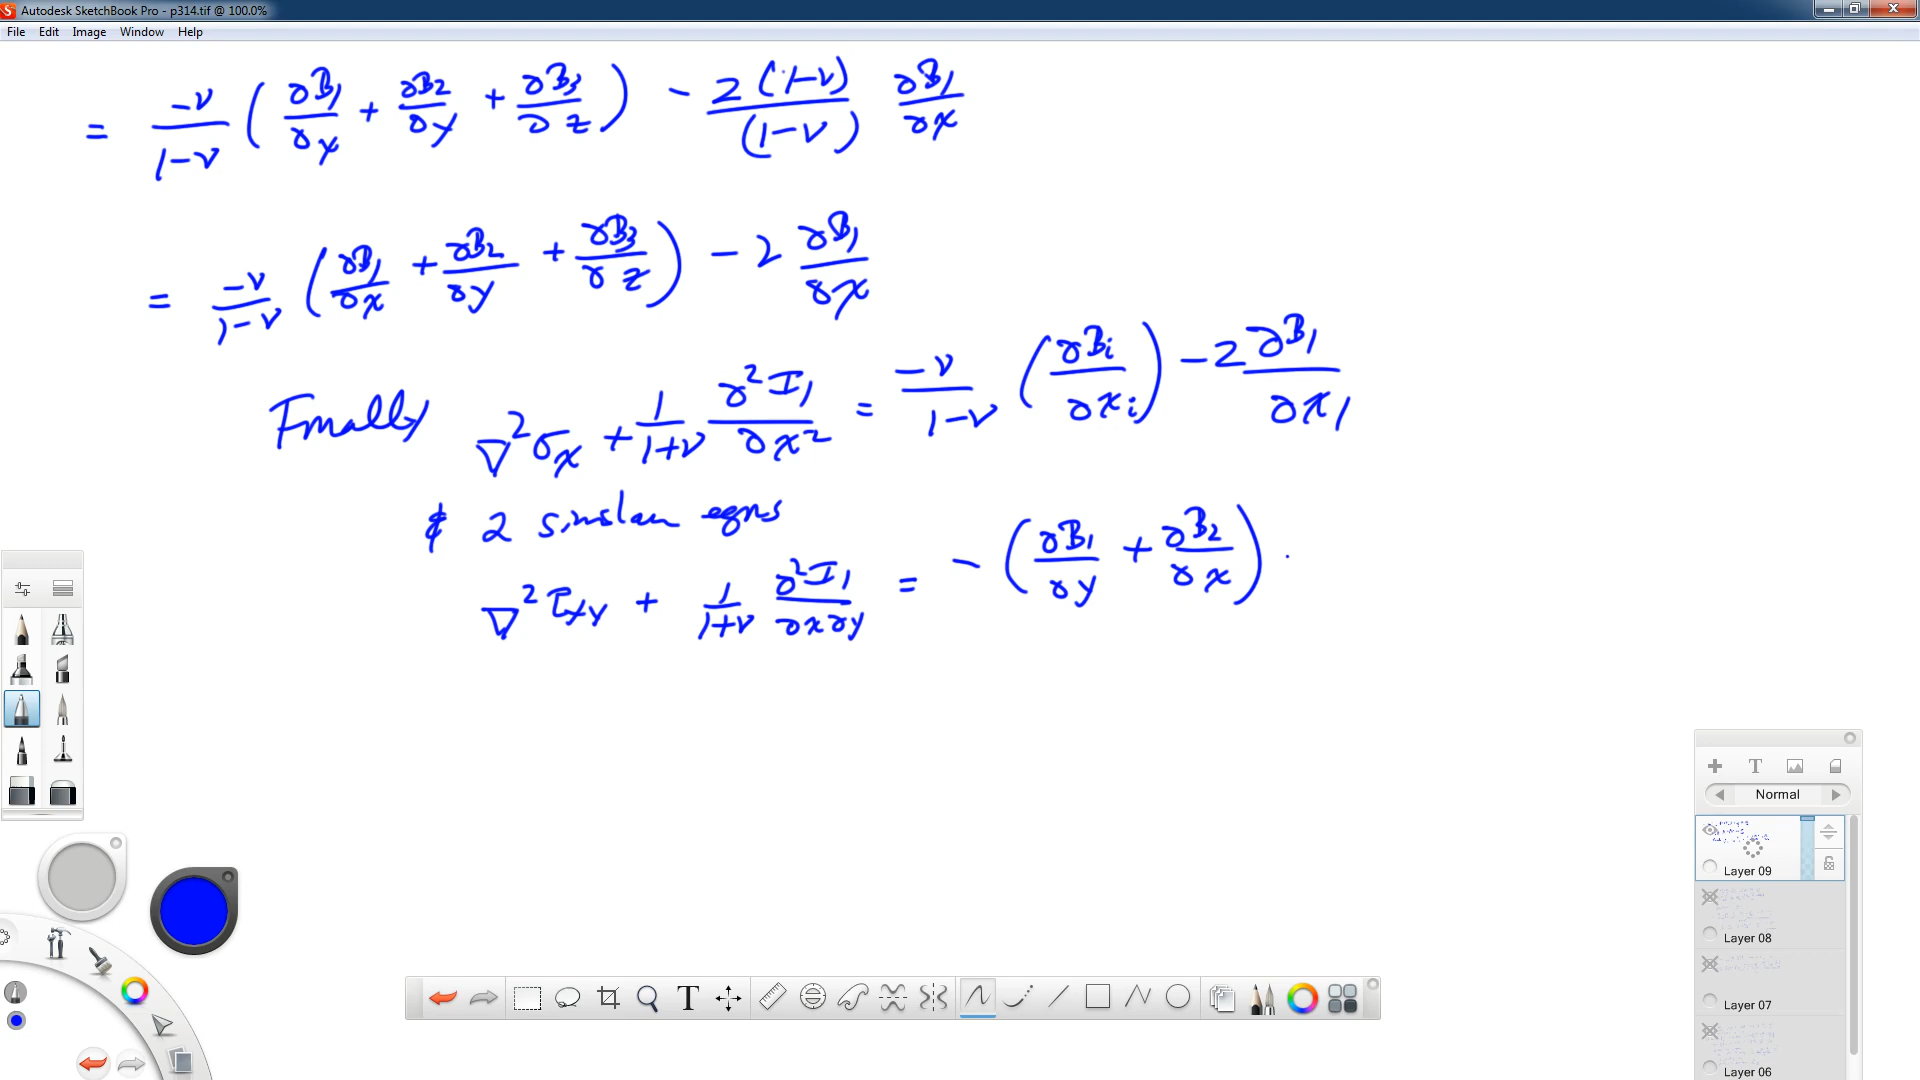 Autodesk SketchBook Pro - p314.tif @ 100.0%
File Edit Image Window Help
= -ν/(1-ν) (∂B₁/∂x + ∂B₂/∂y + ∂B₃/∂z) - 2(1-ν)/(1-ν) ∂B₁/∂x
= -ν/(1-ν) (∂B₁/∂x + ∂B₂/∂y + ∂B₃/∂z) - 2 ∂B₁/∂x
Finally ∇²σx + 1/(1+ν) ∂²I₁/∂x² = -ν/(1-ν) (∂Bi/∂xi) - 2 ∂B₁/∂x₁
& 2 similar eqns
∇²τxy + 1/(1+ν) ∂²I₁/∂x∂y = - (∂B₁/∂y + ∂B₂/∂x) .
T
Normal
Layer 09
Layer 08
Layer 07
Layer 06
T